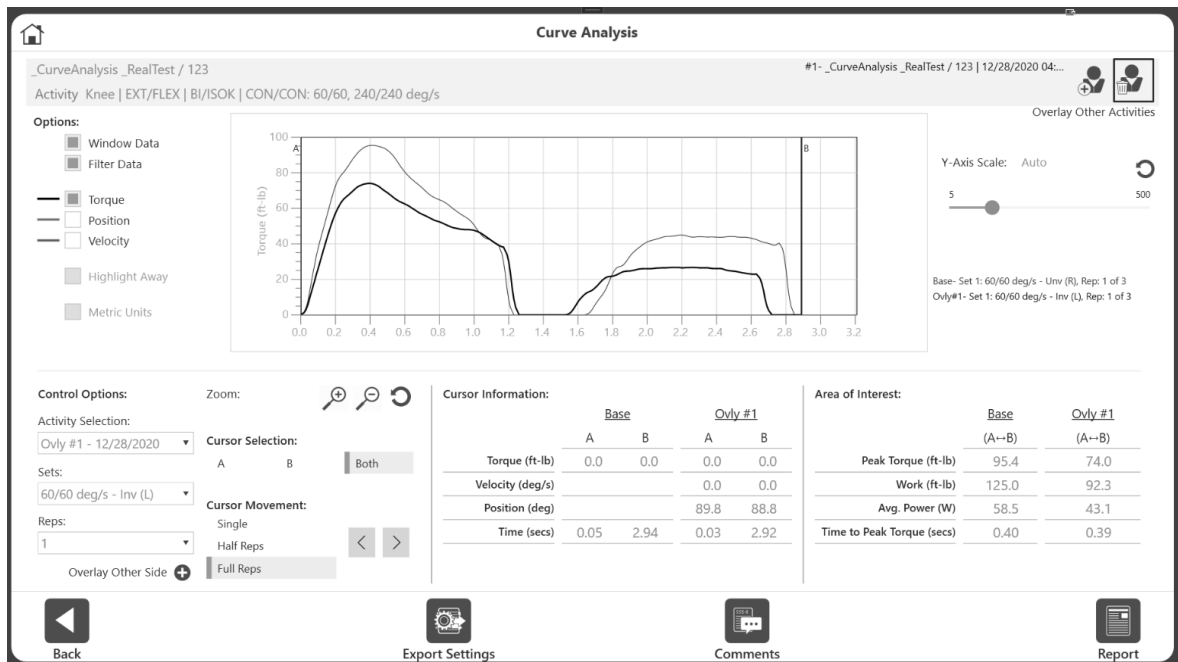 Curve Analysis
_CurveAnalysis _RealTest / 123
#1- _CurveAnalysis _RealTest / 123 | 12/28/2020 04:...
Activity Knee | EXT/FLEX | BI/ISOK | CON/CON: 60/60, 240/240 deg/s
Overlay Other Activities
Options:
Window Data
Filter Data
Torque
Position
Velocity
Highlight Away
Metric Units
Torque (ft-lb)
100
80
60
40
20
0
A
B
0.0 0.2 0.4 0.6 0.8 1.0 1.2 1.4 1.6 1.8 2.0 2.2 2.4 2.6 2.8 3.0 3.2
Y-Axis Scale: Auto
5 500
Base- Set 1: 60/60 deg/s - Unv (R), Rep: 1 of 3
Ovly#1- Set 1: 60/60 deg/s - Inv (L), Rep: 1 of 3
Control Options:
Activity Selection:
Ovly #1 - 12/28/2020
Sets:
60/60 deg/s - Inv (L)
Reps:
1
Overlay Other Side
Zoom:
Cursor Selection:
A B Both
Cursor Movement:
Single
Half Reps
Full Reps
Cursor Information:
Base Ovly #1
A B A B
Torque (ft-lb) 0.0 0.0 0.0 0.0
Velocity (deg/s) 0.0 0.0
Position (deg) 89.8 88.8
Time (secs) 0.05 2.94 0.03 2.92
Area of Interest:
Base Ovly #1
(A↔B) (A↔B)
Peak Torque (ft-lb) 95.4 74.0
Work (ft-lb) 125.0 92.3
Avg. Power (W) 58.5 43.1
Time to Peak Torque (secs) 0.40 0.39
Back
Export Settings
Comments
Report